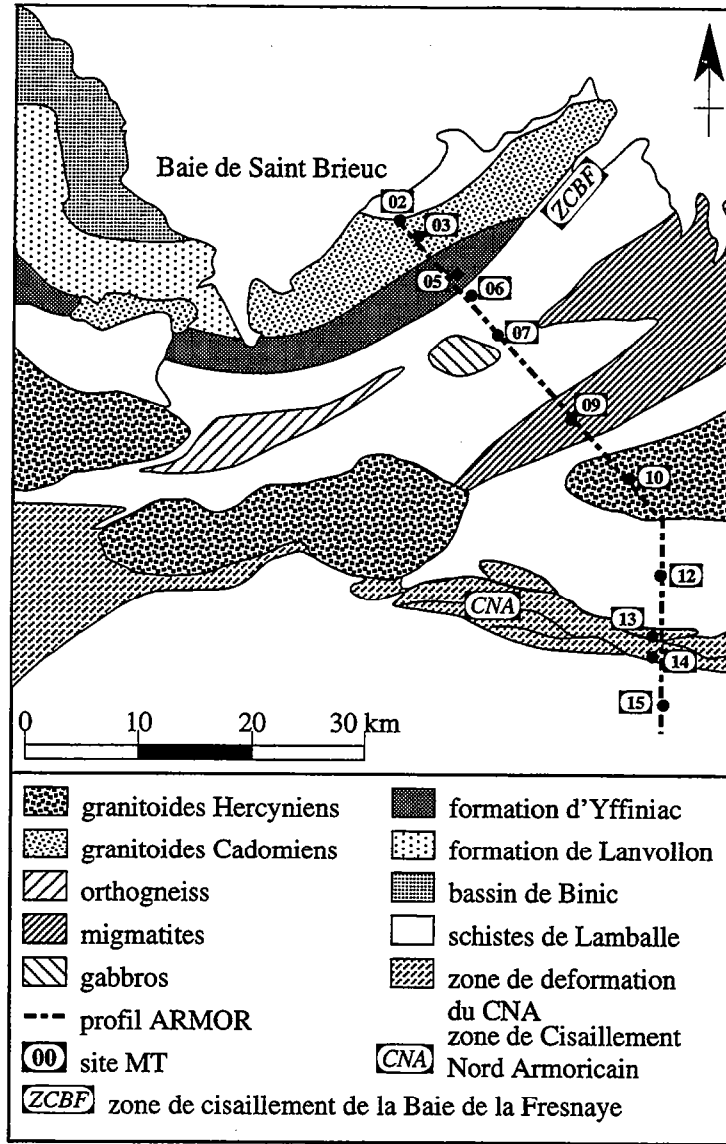 Baie de Saint Brieuc
02
03
ZCBF
05
06
07
09
10
12
CNA
13
14
15
0 10 20 30 km
granitoides Hercyniens
granitoides Cadomiens
orthogneiss
migmatites
gabbros
profil ARMOR
00 site MT
formation d'Yffiniac
formation de Lanvollon
bassin de Binic
schistes de Lamballe
zone de deformation
du CNA
zone de Cisaillement
CNA Nord Armoricain
ZCBF zone de cisaillement de la Baie de la Fresnaye